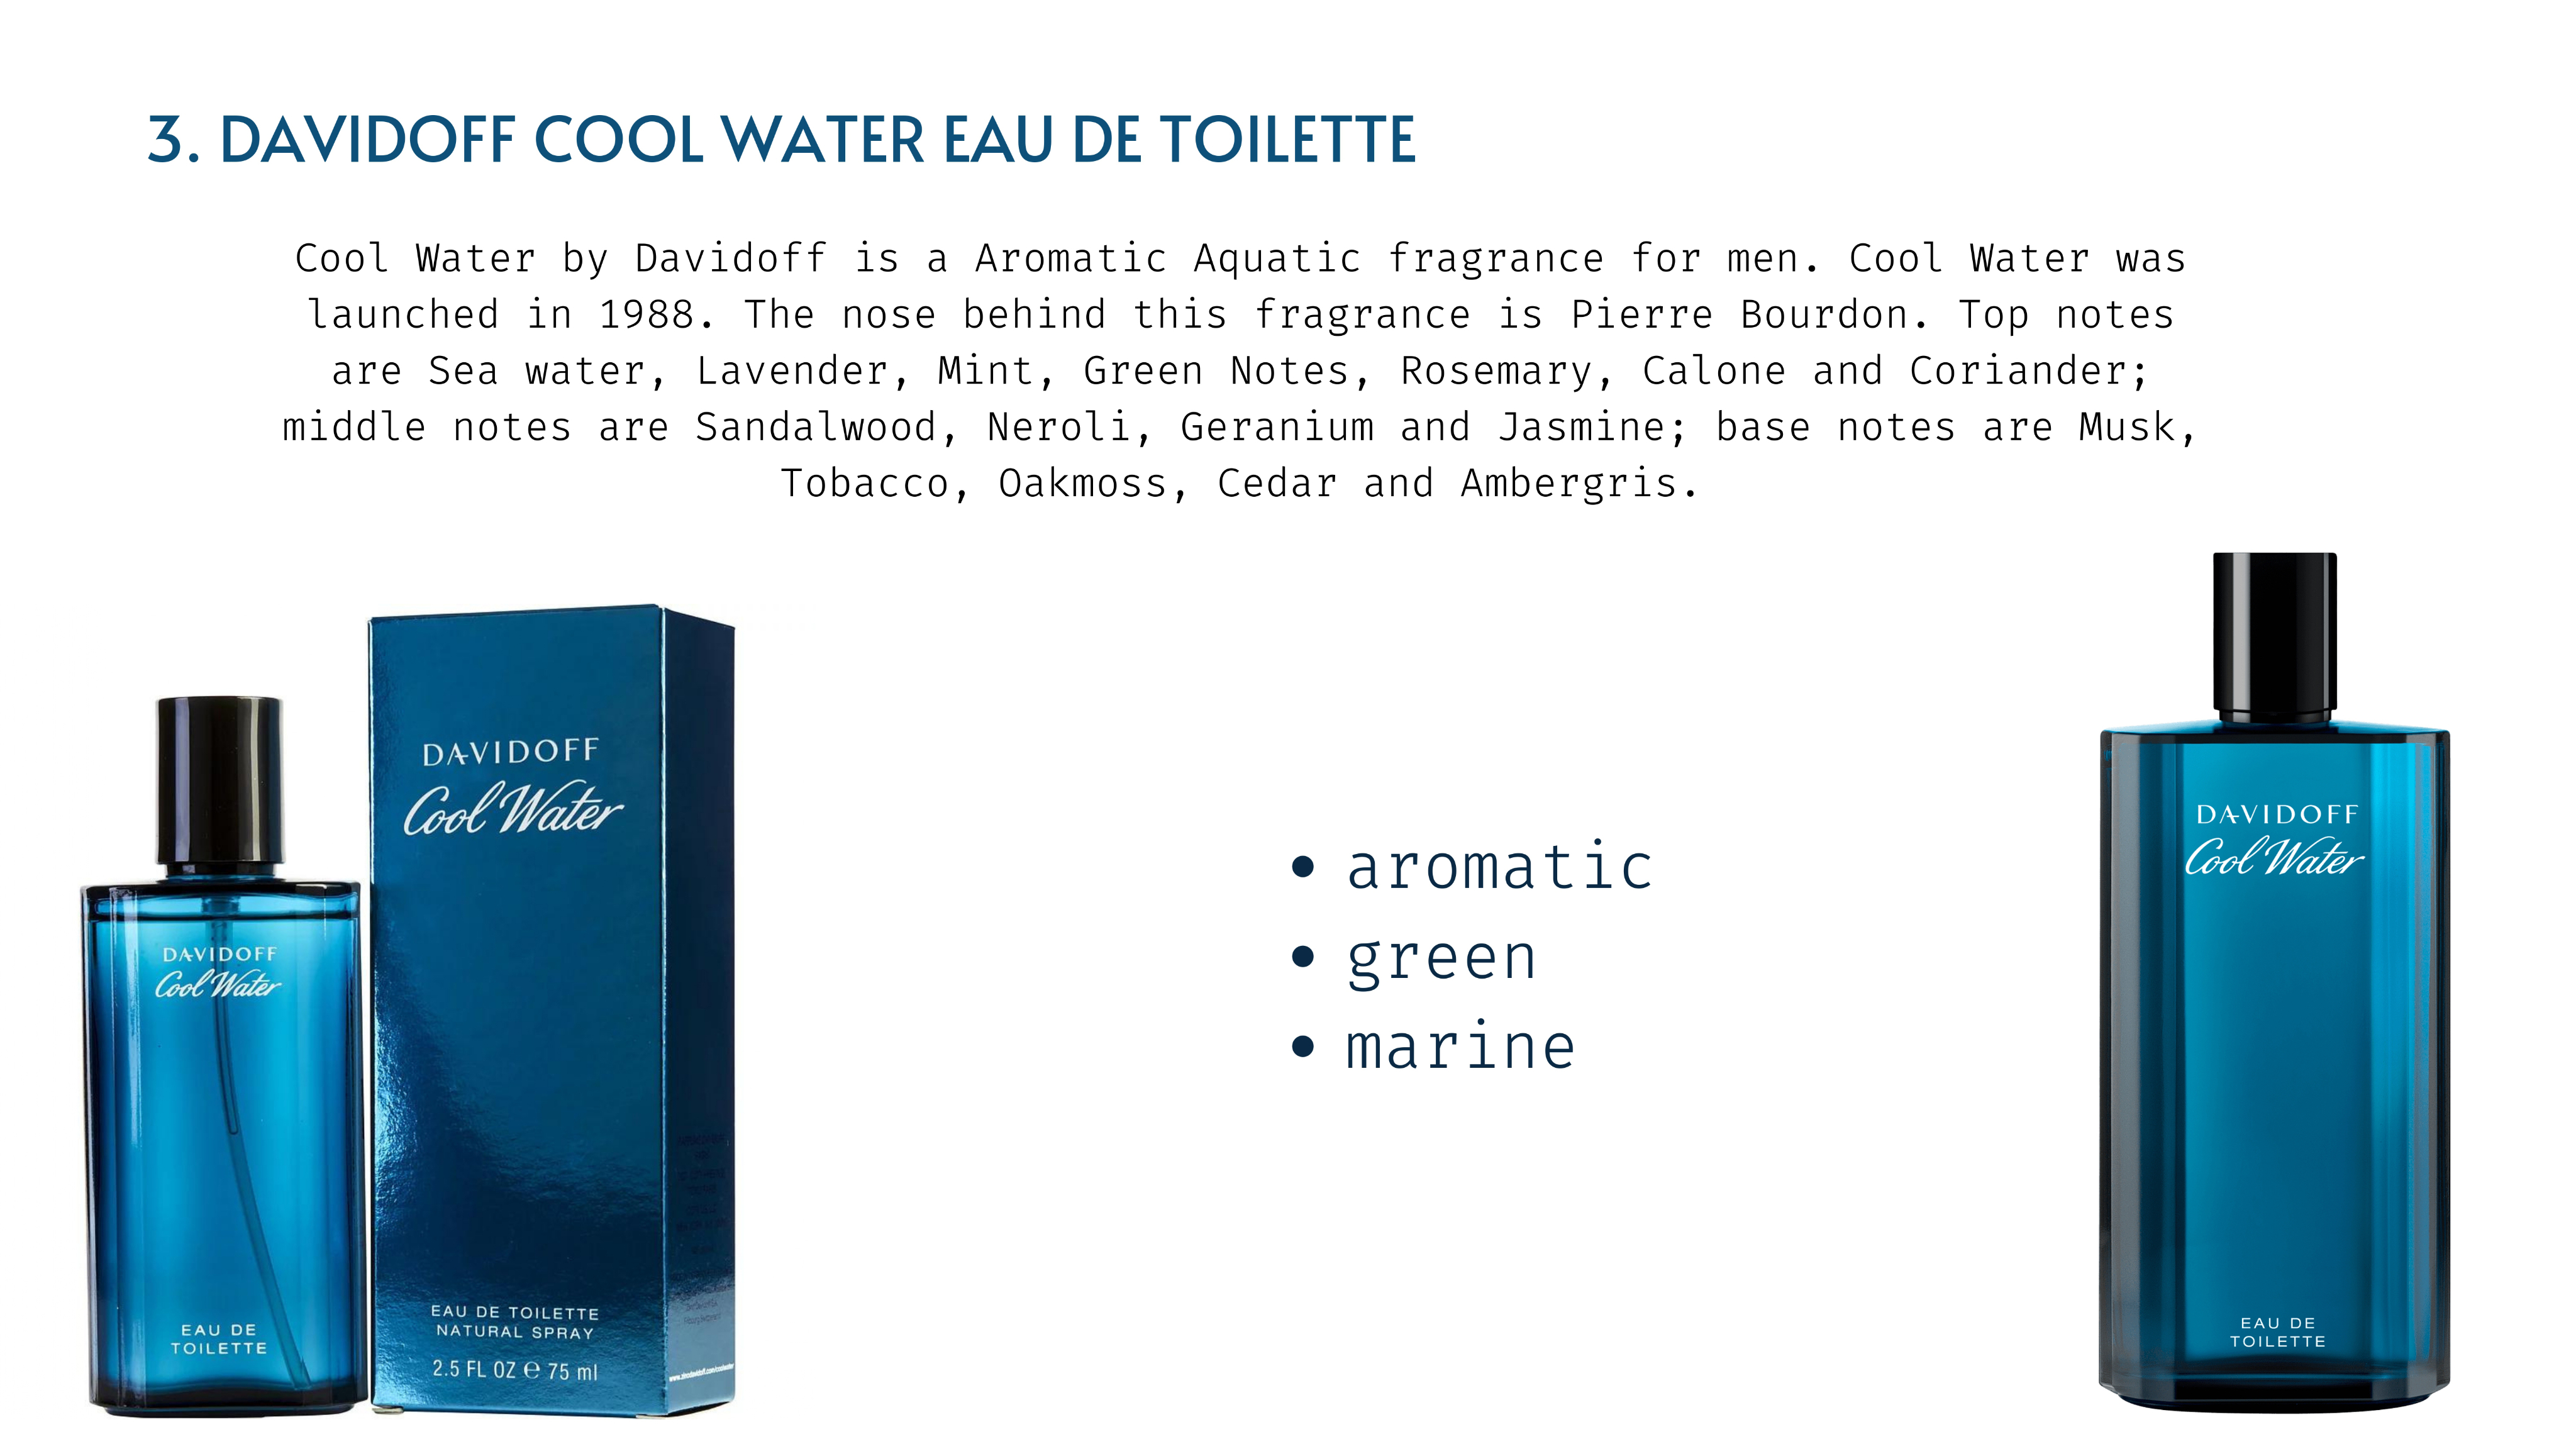 3. DAVIDOFF COOL WATER EAU DE TOILETTE
Cool Water by Davidoff is a Aromatic Aquatic fragrance for men. Cool Water was
launched in 1988. The nose behind this fragrance is Pierre Bourdon. Top notes
are Sea water, Lavender, Mint, Green Notes, Rosemary, Calone and Coriander;
middle notes are Sandalwood, Neroli, Geranium and Jasmine; base notes are Musk,
Tobacco, Oakmoss, Cedar and Ambergris.
DAVIDOFF
Cool Water
EAU DE
TOILETTE
DAVIDOFF
Cool Water
EAU DE TOILETTE
NATURAL SPRAY
2.5 FL OZ ℮ 75 ml
• aromatic
• green
• marine
DAVIDOFF
Cool Water
EAU DE
TOILETTE